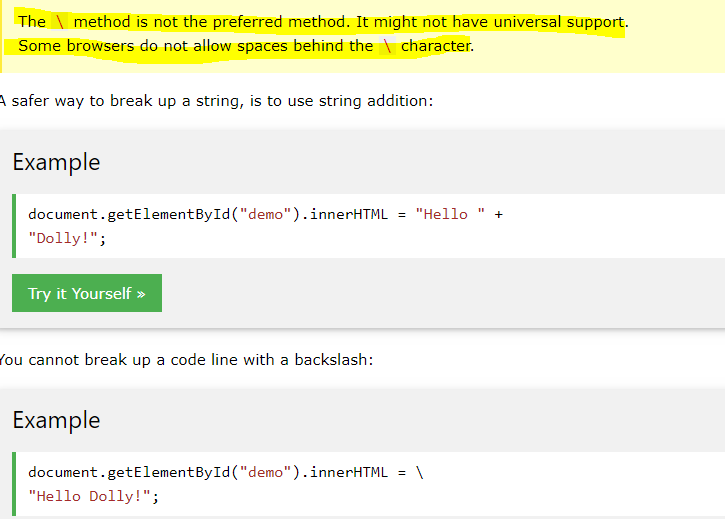 The \ method is not the preferred method. It might not have universal support.
Some browsers do not allow spaces behind the \ character.
A safer way to break up a string, is to use string addition:
Example
document.getElementById("demo").innerHTML = "Hello " +
"Dolly!";
Try it Yourself »
You cannot break up a code line with a backslash:
Example
document.getElementById("demo").innerHTML = \
"Hello Dolly!";